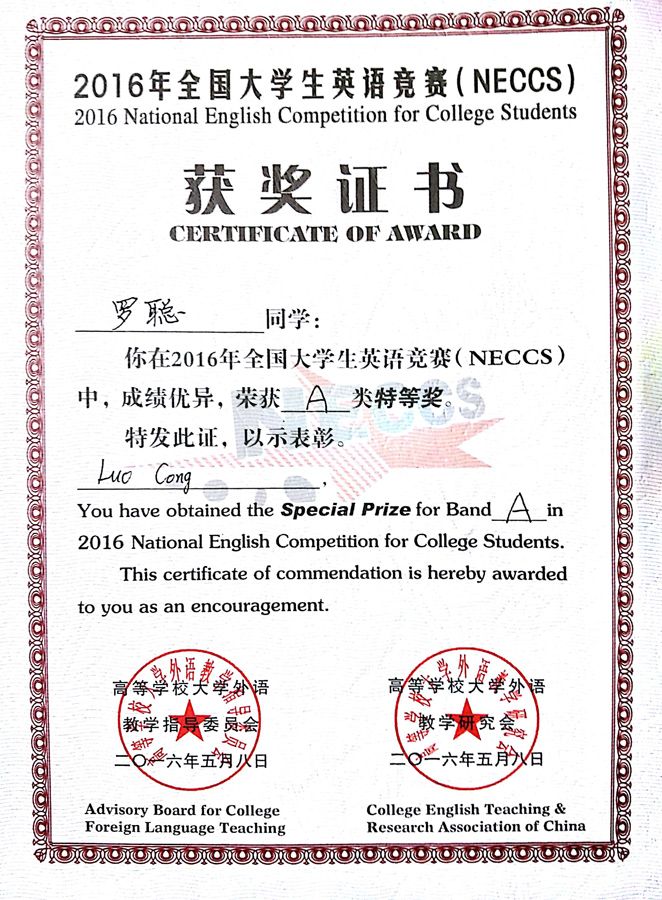 2016年全国大学生英语竞赛(NECCS)
2016 National English Competition for College Students
获奖证书
CERTIFICATE OF AWARD
罗聪 同学:
你在2016年全国大学生英语竞赛(NECCS)
中, 成绩优异, 荣获 A 类特等奖。
特发此证, 以示表彰。
Luo Cong ,
You have obtained the Special Prize for Band A in
2016 National English Competition for College Students.
This certificate of commendation is hereby awarded
to you as an encouragement.
高等学校大学外语
教学指导委员会
二〇一六年五月八日
Advisory Board for College
Foreign Language Teaching
高等学校大学外语
教学研究会
二〇一六年五月八日
College English Teaching &
Research Association of China